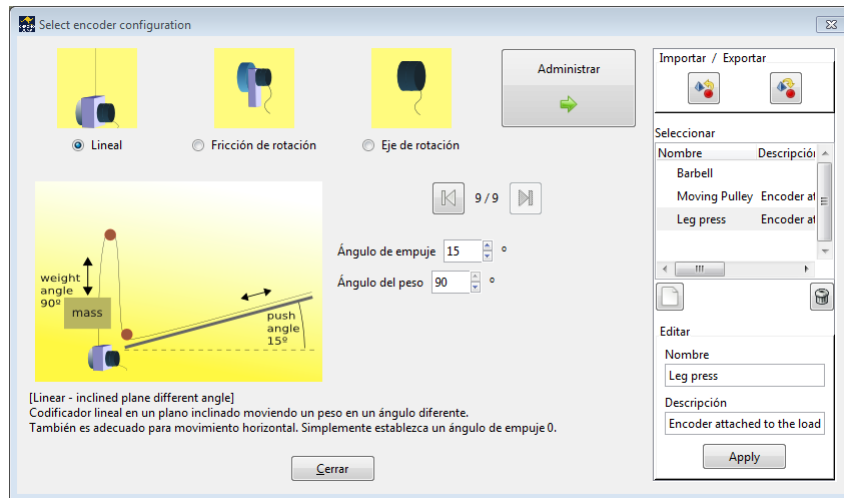 Select encoder configuration
Lineal
Fricción de rotación
Eje de rotación
Administrar
Importar / Exportar
Seleccionar
Nombre Descripción
Barbell
Moving Pulley Encoder at
Leg press Encoder at
9 / 9
Ángulo de empuje 15 º
Ángulo del peso 90 º
weight
angle
90º
mass
push
angle
15º
[Linear - inclined plane different angle]
Codificador lineal en un plano inclinado moviendo un peso en un ángulo diferente.
También es adecuado para movimiento horizontal. Simplemente establezca un ángulo de empuje 0.
Cerrar
Editar
Nombre
Leg press
Descripción
Encoder attached to the load
Apply